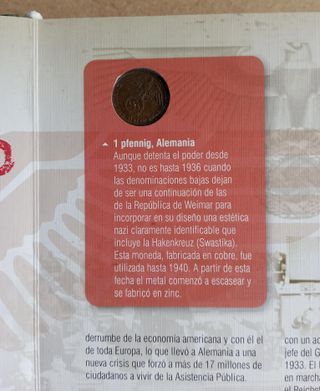 1 pfennig, Alemania
Aunque detenta el poder desde
1933, no es hasta 1936 cuando
las denominaciones bajas dejan
de ser una continuación de las
de la República de Weimar para
incorporar en su diseño una estética
nazi claramente identificable que
incluye la Hakenkreuz (Swastika).
Esta moneda, fabricada en cobre, fue
utilizada hasta 1940. A partir de esta
fecha el metal comenzó a escasear y
se fabricó en zinc.
derrumbe de la economía americana y con él el
de toda Europa, lo que llevó a Alemania a una
nueva crisis que forzó a más de 17 millones de
ciudadanos a vivir de la Asistencia Pública.
con un ac
jefe del G
1933. El
en march
el Reichst